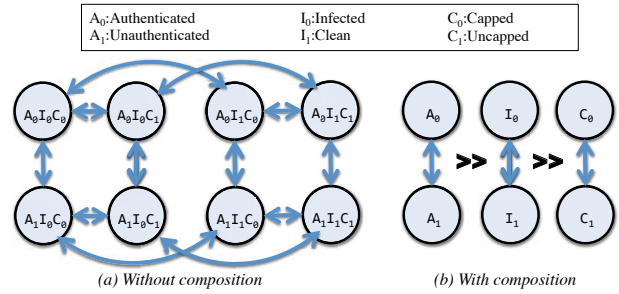 A₀:Authenticated I₀:Infected C₀:Capped
A₁:Unauthenticated I₁:Clean C₁:Uncapped
A₀I₀C₀ A₀I₀C₁ A₀I₁C₀ A₀I₁C₁ A₀ I₀ C₀
>> >>
A₁I₀C₀ A₁I₀C₁ A₁I₁C₀ A₁I₁C₁ A₁ I₁ C₁
(a) Without composition (b) With composition